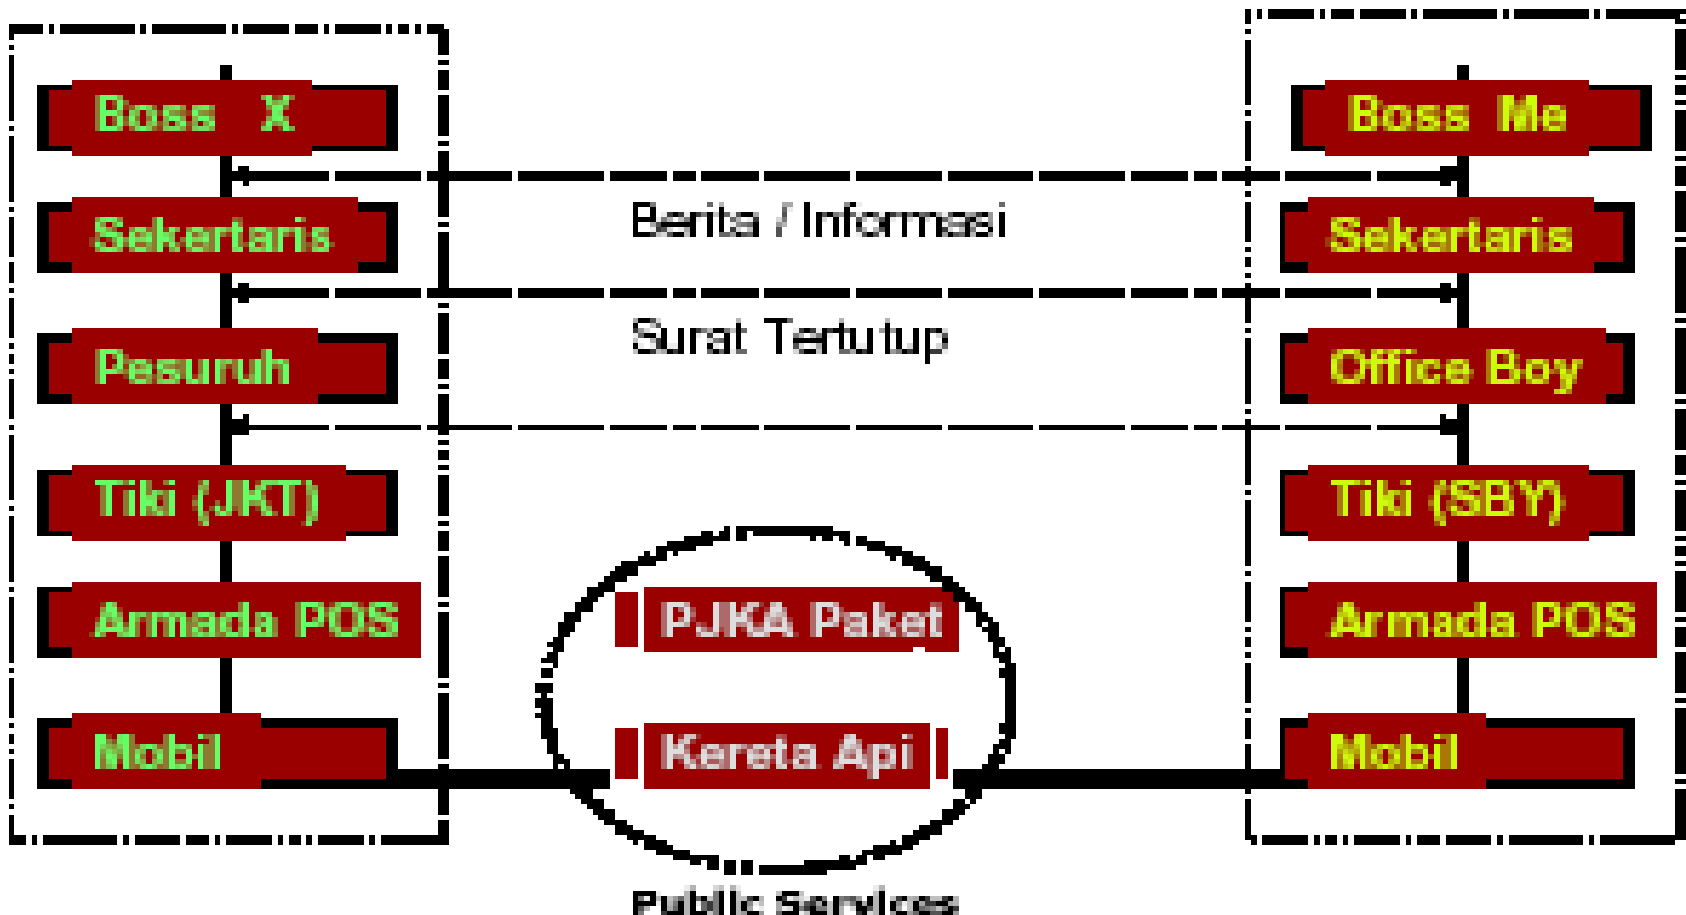 Boss X
Boss Me
Berita / Informasi
Sekertaris
Sekertaris
Surat Tertutup
Pesuruh
Office Boy
Tiki (JKT)
Tiki (SBY)
Armada POS
PJKA Paket
Armada POS
Mobil
Kereta Api
Mobil
Public Services